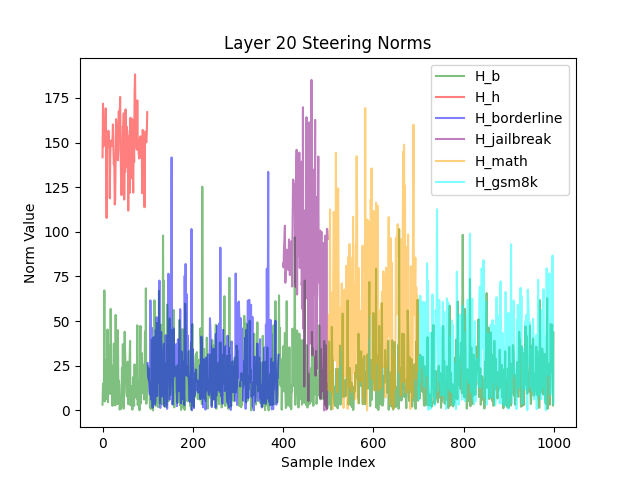 Layer 20 Steering Norms
H_b
H_h
H_borderline
H_jailbreak
H_math
H_gsm8k
Norm Value
175
150
125
100
75
50
25
0
0 200 400 600 800 1000
Sample Index